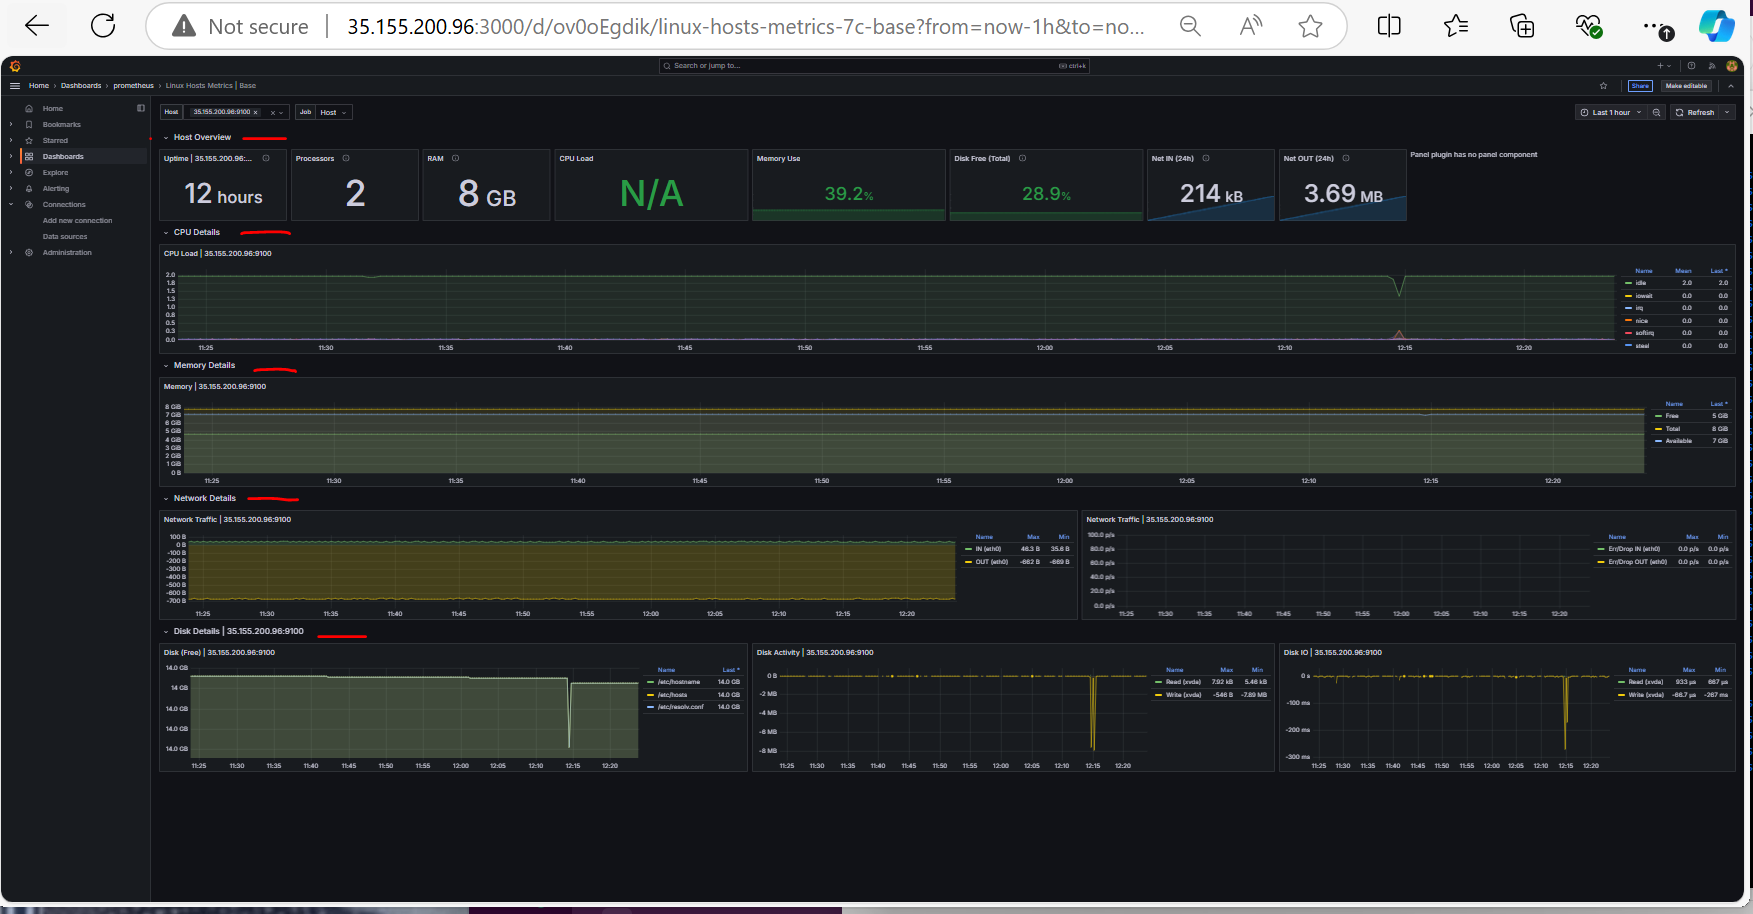 Not secure 35.155.200.96:3000/d/ov0oEgdik/linux-hosts-metrics-7c-base?from=now-1h&to=no...
Search or jump to... ctrl+k
Home › Dashboards › prometheus › Linux Hosts Metrics | Base
Share
Make editable
Home
Bookmarks
Starred
Dashboards
Explore
Alerting
Connections
Add new connection
Data sources
Administration
Host 35.155.200.96:9100 × Job Host
Last 1 hour Refresh
Host Overview
Uptime | 35.155.200.96:...
12 hours
Processors
2
RAM
8 GB
CPU Load
N/A
Memory Use
39.2%
Disk Free (Total)
28.9%
Net IN (24h)
214 kB
Net OUT (24h)
3.69 MB
Panel plugin has no panel component
CPU Details
CPU Load | 35.155.200.96:9100
2.0
1.8
1.5
1.3
1.0
0.8
0.5
0.3
0.0
11:25 11:30 11:35 11:40 11:45 11:50 11:55 12:00 12:05 12:10 12:15 12:20
Name Mean Last *
idle 2.0 2.0
iowait 0.0 0.0
irq 0.0 0.0
nice 0.0 0.0
softirq 0.0 0.0
steal 0.0 0.0
Memory Details
Memory | 35.155.200.96:9100
8 GiB
7 GiB
6 GiB
5 GiB
4 GiB
3 GiB
2 GiB
1 GiB
0 B
11:25 11:30 11:35 11:40 11:45 11:50 11:55 12:00 12:05 12:10 12:15 12:20
Name Last *
Free 5 GiB
Total 8 GiB
Available 7 GiB
Network Details
Network Traffic | 35.155.200.96:9100
100 B
0 B
-100 B
-200 B
-300 B
-400 B
-500 B
-600 B
-700 B
11:25 11:30 11:35 11:40 11:45 11:50 11:55 12:00 12:05 12:10 12:15 12:20
Name Max Min
IN (eth0) 46.3 B 35.6 B
OUT (eth0) -662 B -669 B
Network Traffic | 35.155.200.96:9100
100.0 p/s
80.0 p/s
60.0 p/s
40.0 p/s
20.0 p/s
0.0 p/s
11:25 11:30 11:35 11:40 11:45 11:50 11:55 12:00 12:05 12:10 12:15 12:20
Name Max Min
Err/Drop IN (eth0) 0.0 p/s 0.0 p/s
Err/Drop OUT (eth0) 0.0 p/s 0.0 p/s
Disk Details | 35.155.200.96:9100
Disk (Free) | 35.155.200.96:9100
14.0 GB
14 GB
14.0 GB
14.0 GB
14.0 GB
11:25 11:30 11:35 11:40 11:45 11:50 11:55 12:00 12:05 12:10 12:15 12:20
Name Last *
/etc/hostname 14.0 GB
/etc/hosts 14.0 GB
/etc/resolv.conf 14.0 GB
Disk Activity | 35.155.200.96:9100
0 B
-2 MB
-4 MB
-6 MB
-8 MB
11:25 11:30 11:35 11:40 11:45 11:50 11:55 12:00 12:05 12:10 12:15 12:20
Name Max Min
Read (xvda) 7.92 kB 5.46 kB
Write (xvda) -546 B -7.89 MB
Disk IO | 35.155.200.96:9100
0 s
-100 ms
-200 ms
-300 ms
11:25 11:30 11:35 11:40 11:45 11:50 11:55 12:00 12:05 12:10 12:15 12:20
Name Max Min
Read (xvda) 933 µs 667 µs
Write (xvda) -66.7 µs -267 ms